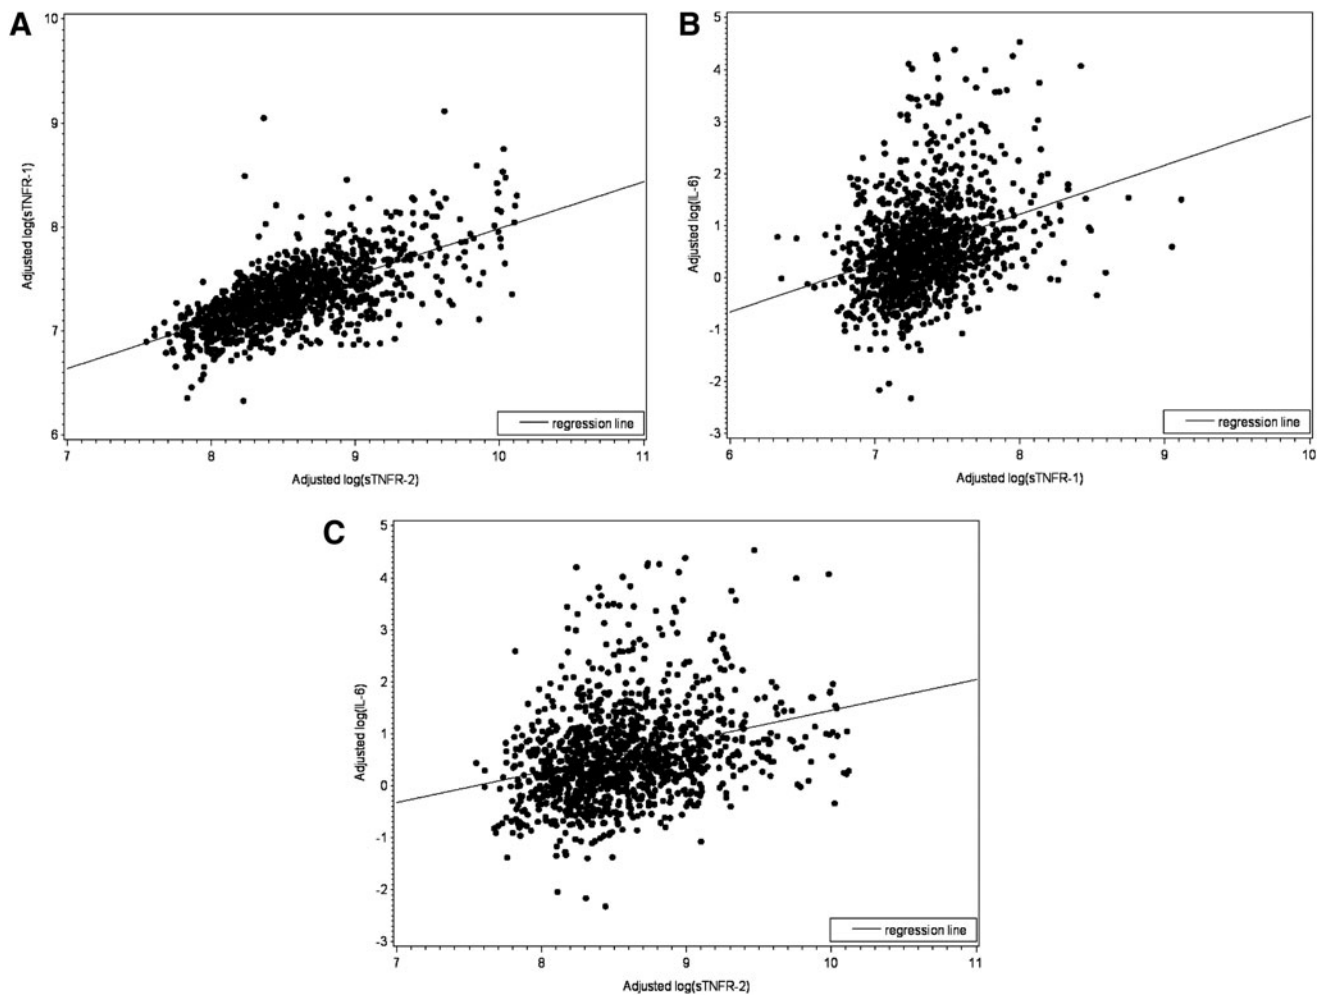 A
10
9
8
7
6
Adjusted log(sTNFR-1)
regression line
7 8 9 10 11
Adjusted log(sTNFR-2)
B
5
4
3
2
1
0
-1
-2
-3
Adjusted log(IL-6)
regression line
6 7 8 9 10
Adjusted log(sTNFR-1)
C
5
4
3
2
1
0
-1
-2
-3
Adjusted log(IL-6)
regression line
7 8 9 10 11
Adjusted log(sTNFR-2)